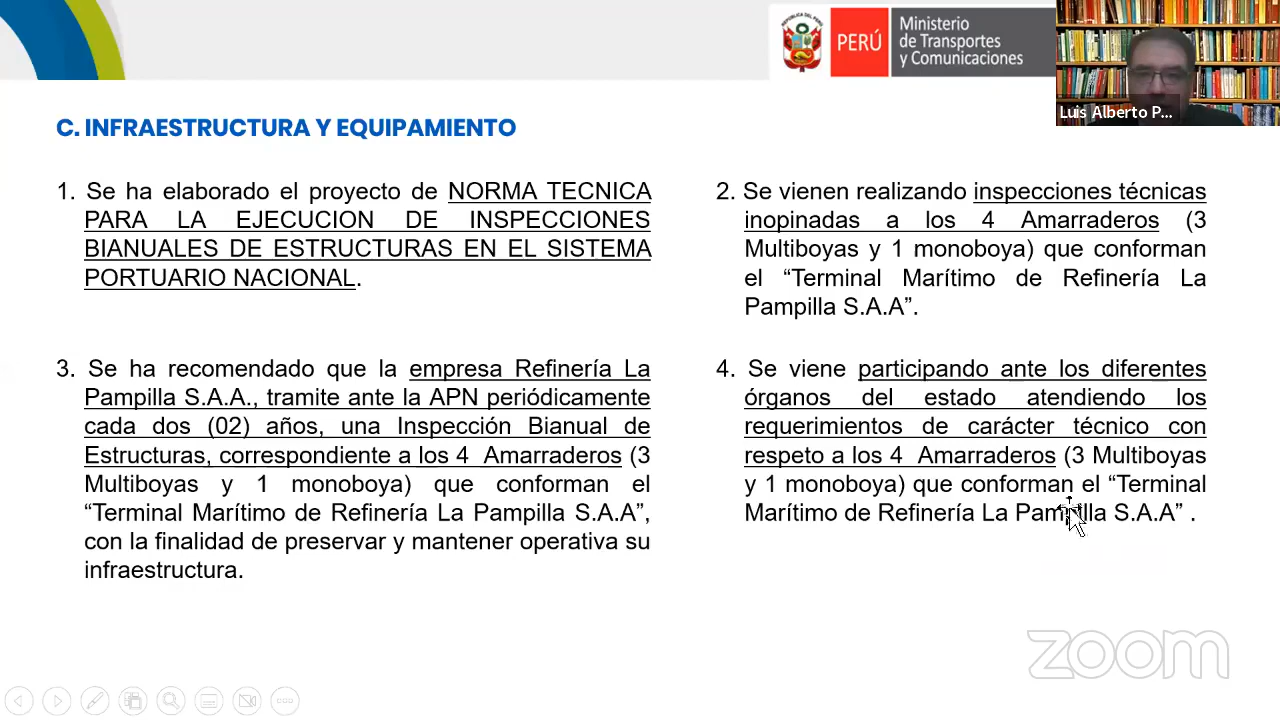 REPÚBLICA DEL PERÚ
PERÚ
Ministerio
de Transportes
y Comunicaciones
Luis Alberto P...
C. INFRAESTRUCTURA Y EQUIPAMIENTO
1. Se ha elaborado el proyecto de NORMA TECNICA
PARA LA EJECUCION DE INSPECCIONES
BIANUALES DE ESTRUCTURAS EN EL SISTEMA
PORTUARIO NACIONAL.
2. Se vienen realizando inspecciones técnicas
inopinadas a los 4 Amarraderos (3
Multiboyas y 1 monoboya) que conforman
el “Terminal Marítimo de Refinería La
Pampilla S.A.A”.
3. Se ha recomendado que la empresa Refinería La
Pampilla S.A.A., tramite ante la APN periódicamente
cada dos (02) años, una Inspección Bianual de
Estructuras, correspondiente a los 4 Amarraderos (3
Multiboyas y 1 monoboya) que conforman el
“Terminal Marítimo de Refinería La Pampilla S.A.A”,
con la finalidad de preservar y mantener operativa su
infraestructura.
4. Se viene participando ante los diferentes
órganos del estado atendiendo los
requerimientos de carácter técnico con
respeto a los 4 Amarraderos (3 Multiboyas
y 1 monoboya) que conforman el “Terminal
Marítimo de Refinería La Pampilla S.A.A” .
zoom